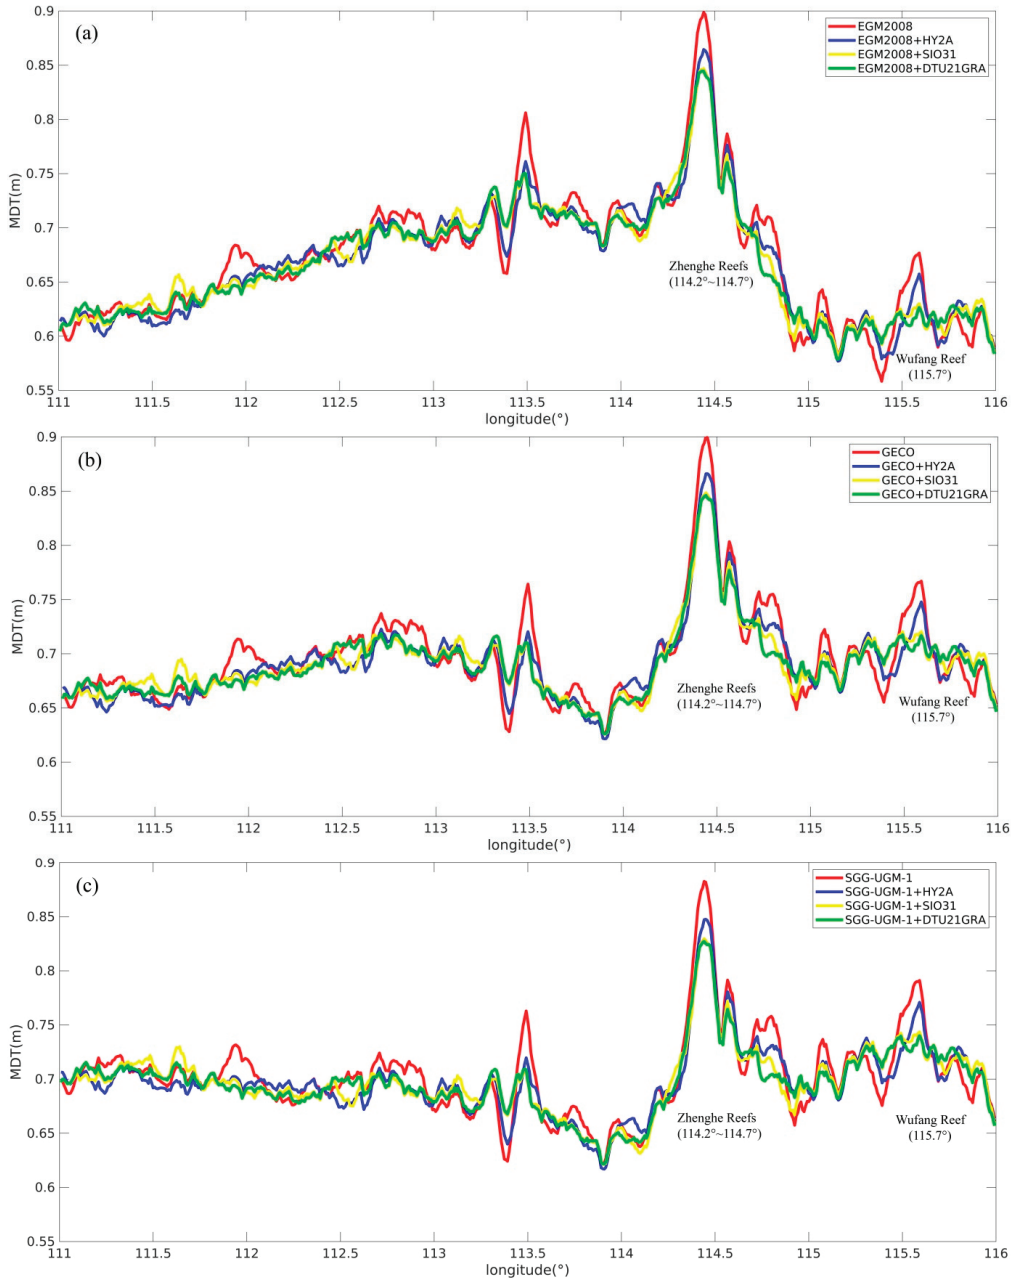 (a)
EGM2008
EGM2008+HY2A
EGM2008+SIO31
EGM2008+DTU21GRA
0.9
0.85
0.8
0.75
0.7
0.65
0.6
0.55
MDT(m)
Zhenghe Reefs
(114.2°~114.7°)
Wufang Reef
(115.7°)
111
111.5
112
112.5
113
113.5
114
114.5
115
115.5
116
longitude(°)
(b)
GECO
GECO+HY2A
GECO+SIO31
GECO+DTU21GRA
0.9
0.85
0.8
0.75
0.7
0.65
0.6
0.55
MDT(m)
Zhenghe Reefs
(114.2°~114.7°)
Wufang Reef
(115.7°)
111
111.5
112
112.5
113
113.5
114
114.5
115
115.5
116
longitude(°)
(c)
SGG-UGM-1
SGG-UGM-1+HY2A
SGG-UGM-1+SIO31
SGG-UGM-1+DTU21GRA
0.9
0.85
0.8
0.75
0.7
0.65
0.6
0.55
MDT(m)
Zhenghe Reefs
(114.2°~114.7°)
Wufang Reef
(115.7°)
111
111.5
112
112.5
113
113.5
114
114.5
115
115.5
116
longitude(°)